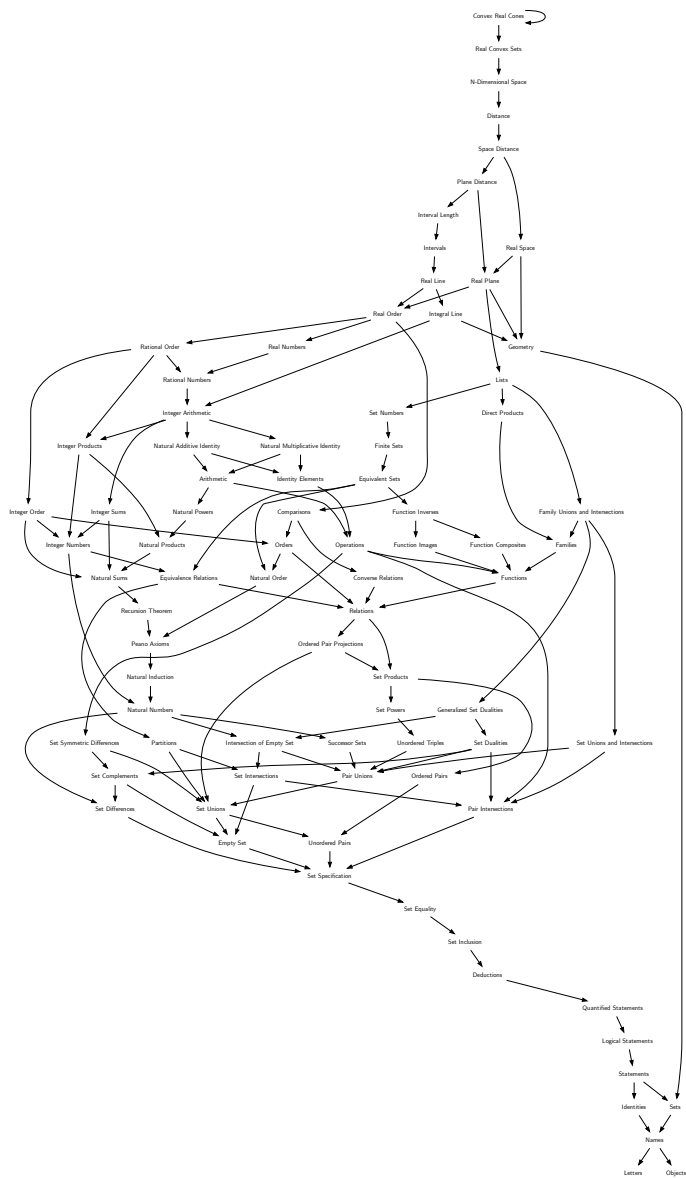 Convex Real Cones
Real Convex Sets
N-Dimensional Space
Distance
Space Distance
Plane Distance
Interval Length
Intervals
Real Space
Real Line
Real Plane
Real Order
Integral Line
Rational Order
Real Numbers
Geometry
Rational Numbers
Lists
Integer Arithmetic
Set Numbers
Direct Products
Integer Products
Natural Additive Identity
Natural Multiplicative Identity
Finite Sets
Arithmetic
Identity Elements
Equivalent Sets
Integer Order
Integer Sums
Natural Powers
Comparisons
Function Inverses
Family Unions and Intersections
Integer Numbers
Natural Products
Orders
Operations
Function Images
Function Composites
Families
Natural Sums
Equivalence Relations
Natural Order
Converse Relations
Functions
Recursion Theorem
Relations
Peano Axioms
Ordered Pair Projections
Natural Induction
Set Products
Natural Numbers
Set Powers
Generalized Set Dualities
Set Symmetric Differences
Partitions
Intersection of Empty Set
Successor Sets
Unordered Triples
Set Dualities
Set Unions and Intersections
Set Complements
Set Intersections
Pair Unions
Ordered Pairs
Set Differences
Set Unions
Pair Intersections
Empty Set
Unordered Pairs
Set Specification
Set Equality
Set Inclusion
Deductions
Quantified Statements
Logical Statements
Statements
Identities
Sets
Names
Letters
Objects